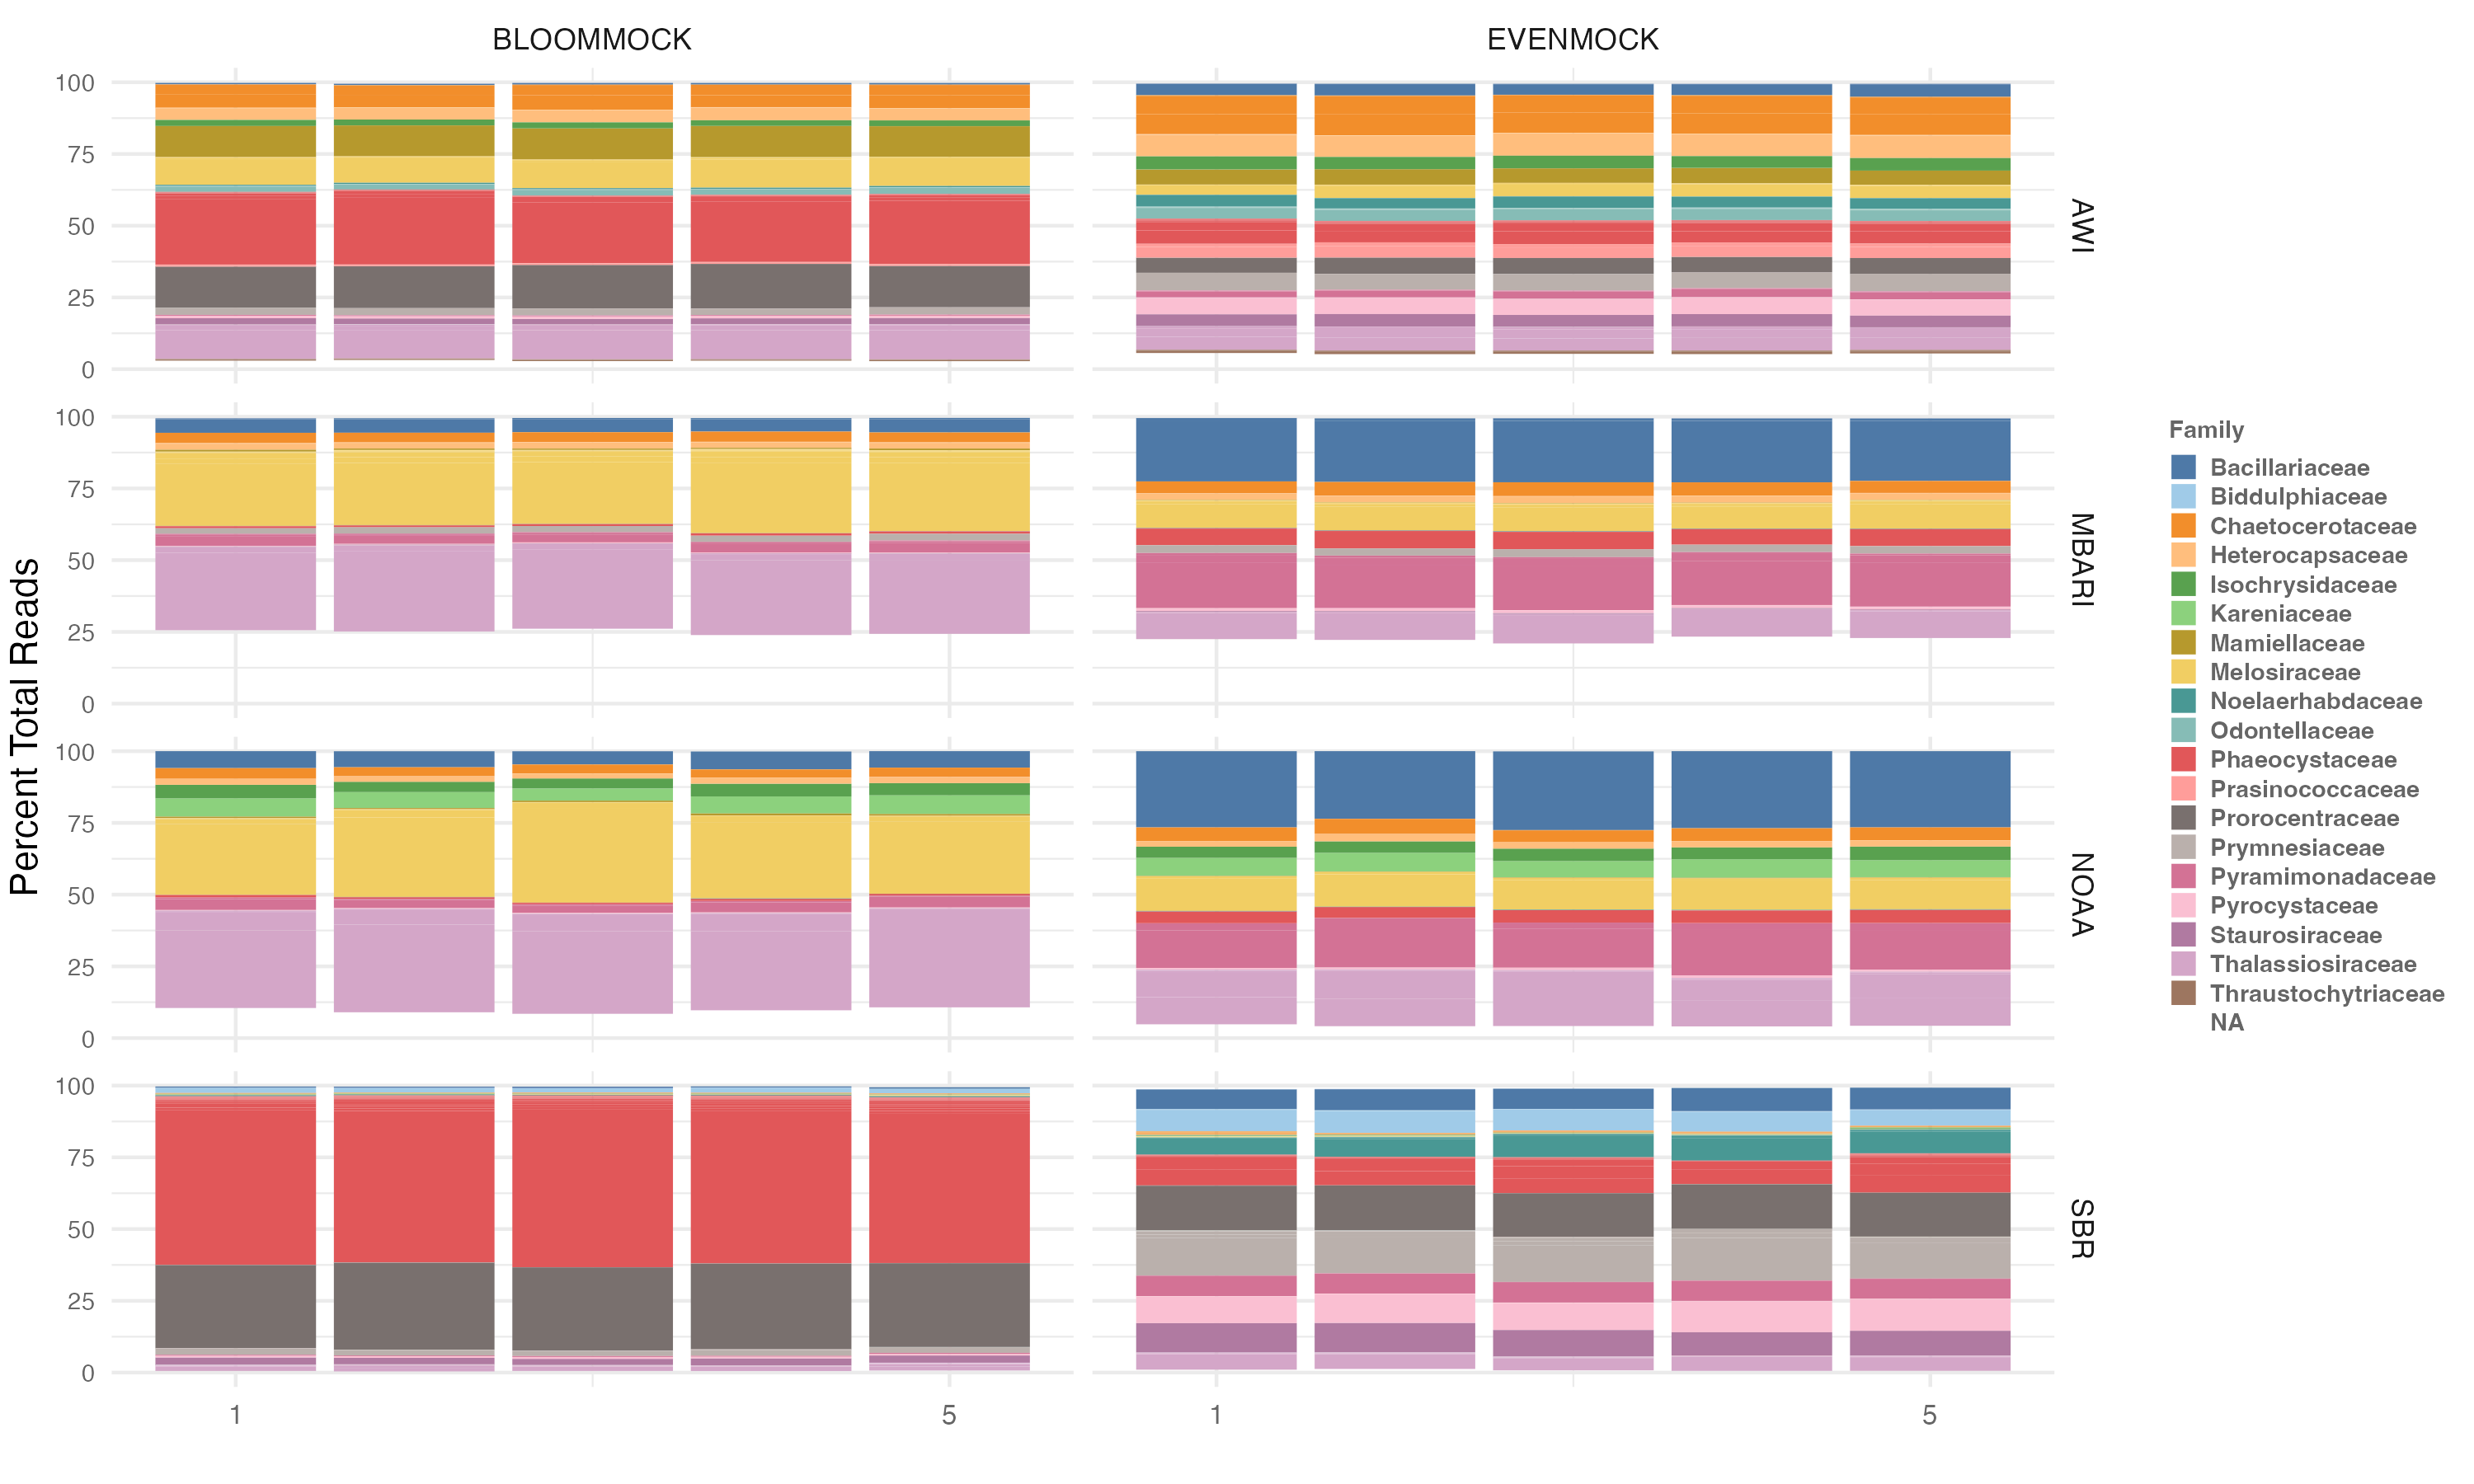 BLOOMMOCK
EVENMOCK
Percent Total Reads
100
75
50
25
0
AWI
100
75
50
25
0
MBARI
100
75
50
25
0
NOAA
100
75
50
25
0
SBR
1
5
1
5
Family
Bacillariaceae
Biddulphiaceae
Chaetocerotaceae
Heterocapsaceae
Isochrysidaceae
Kareniaceae
Mamiellaceae
Melosiraceae
Noelaerhabdaceae
Odontellaceae
Phaeocystaceae
Prasinococcaceae
Prorocentraceae
Prymnesiaceae
Pyramimonadaceae
Pyrocystaceae
Staurosiraceae
Thalassiosiraceae
Thraustochytriaceae
NA